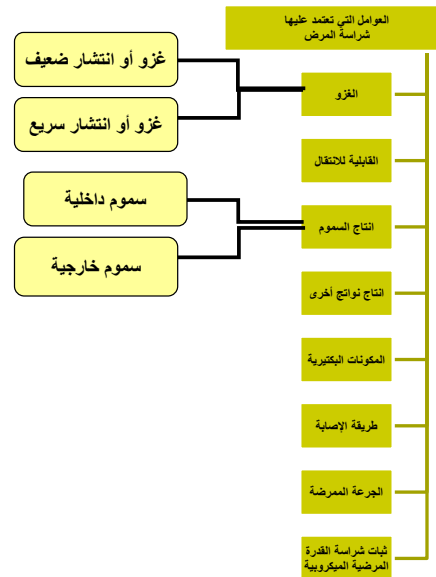 العوامل التي تعتمد عليها
شراسة المرض
غزو أو انتشار ضعيف
الغزو
غزو أو انتشار سريع
القابلية للانتقال
سموم داخلية
انتاج السموم
سموم خارجية
انتاج نواتج أخرى
المكونات البكتيرية
طريقة الإصابة
الجرعة الممرضة
ثبات شراسة القدرة
المرضية الميكروبية